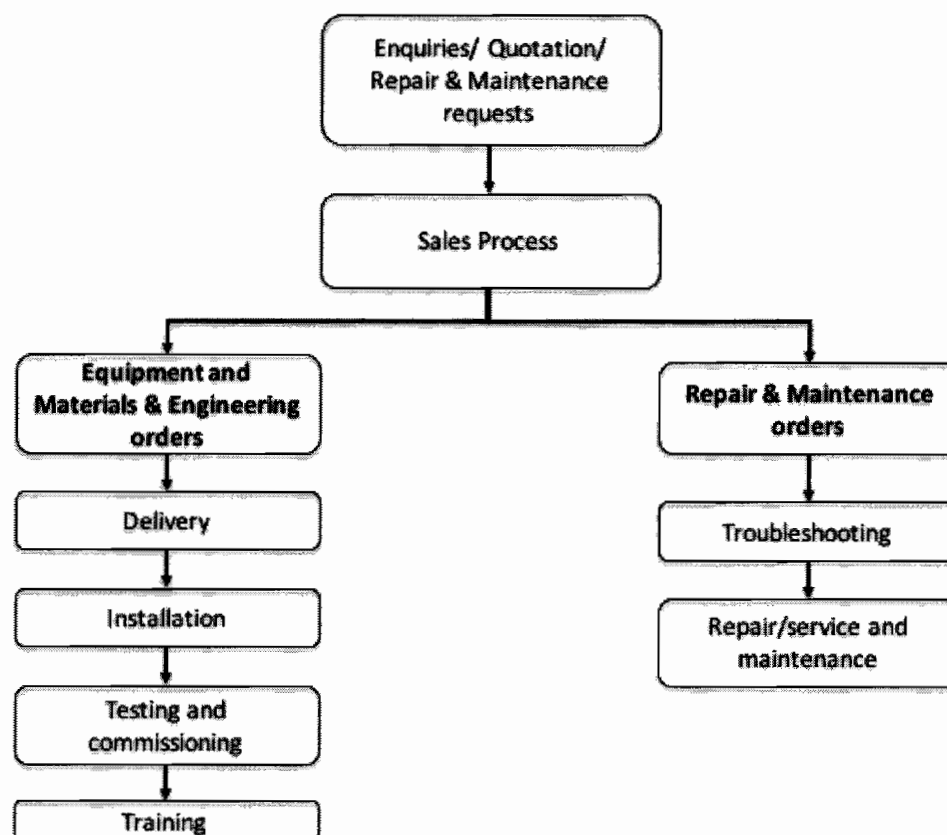 Enquiries/ Quotation/
Repair & Maintenance
requests
Sales Process
Equipment and
Materials & Engineering
orders
Delivery
Installation
Testing and
commissioning
Training
Repair & Maintenance
orders
Troubleshooting
Repair/service and
maintenance